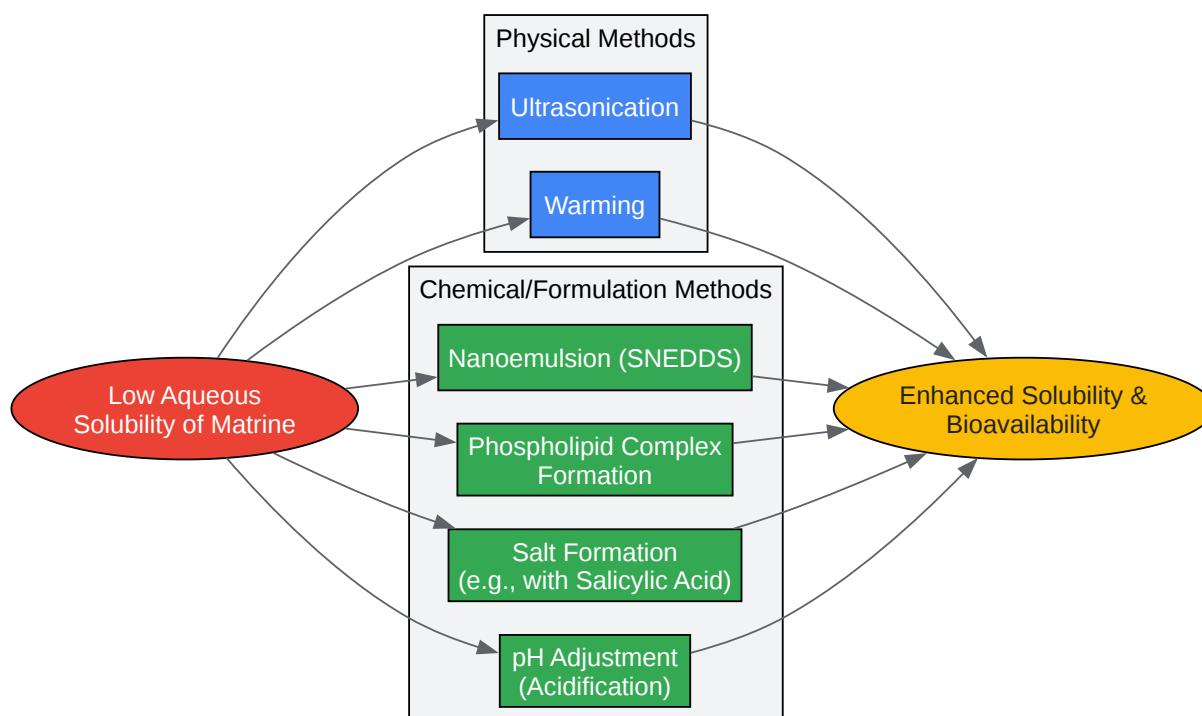 Physical Methods
Ultrasonication
Warming
Chemical/Formulation Methods
Nanoemulsion (SNEDDS)
Low Aqueous
Solubility of Matrine
Enhanced Solubility &
Bioavailability
Phospholipid Complex
Formation
Salt Formation
(e.g., with Salicylic Acid)
pH Adjustment
(Acidification)